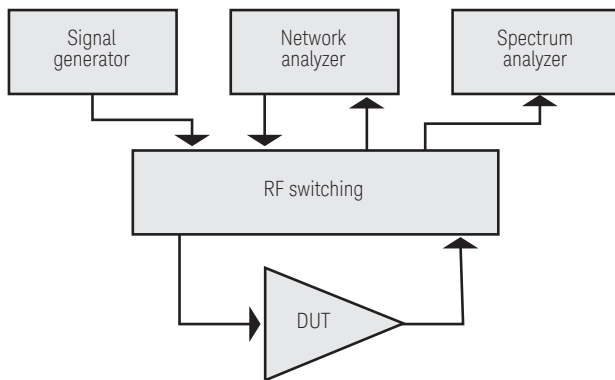 Signal
generator
Network
analyzer
Spectrum
analyzer
RF switching
DUT